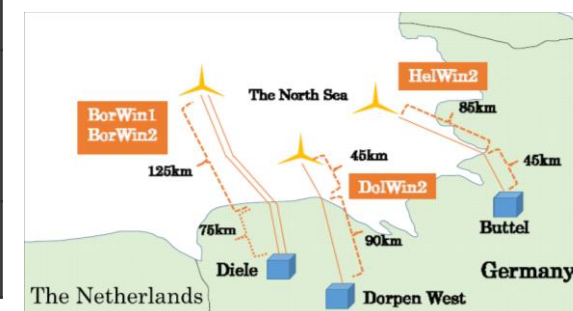 HelWin2
The North Sea
BorWin1
BorWin2
85km
125km
45km
45km
DolWin2
75km
90km
Buttel
Diele
Germany
The Netherlands
Dorpen West